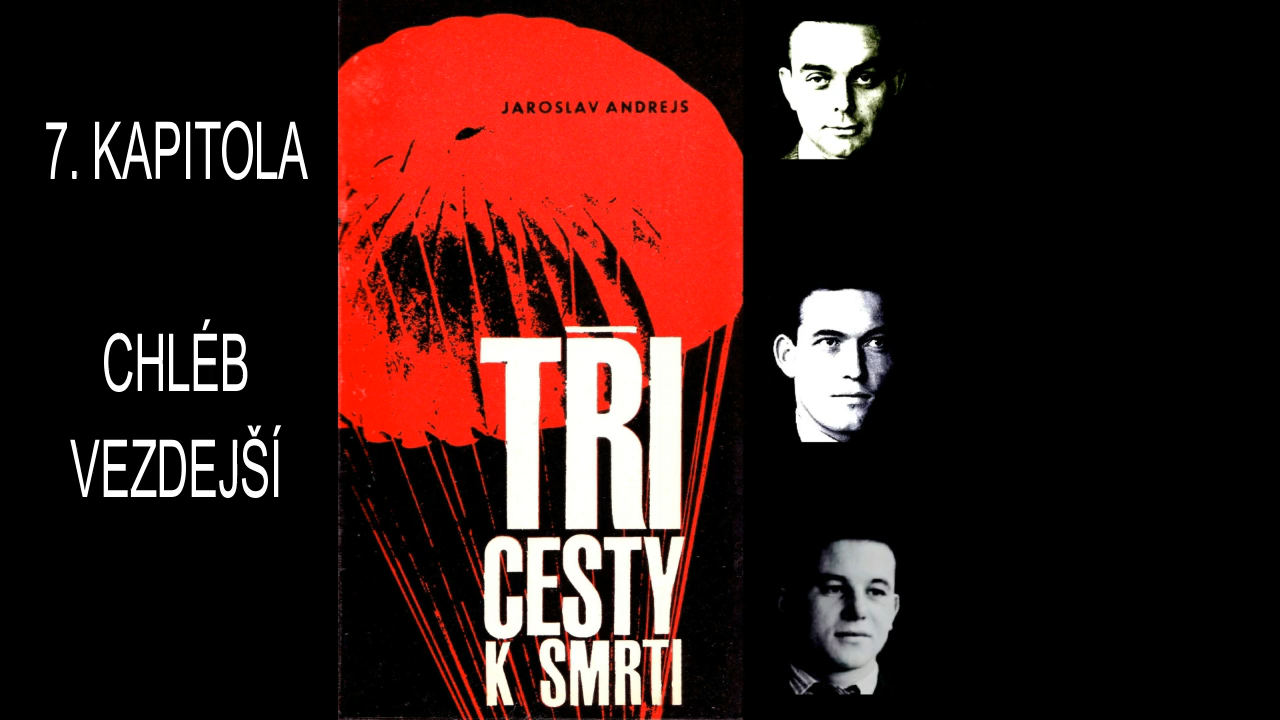 7. KAPITOLA
CHLÉB
VEZDEJŠÍ
JAROSLAV ANDREJS
TŘI
CESTY
K SMRTI